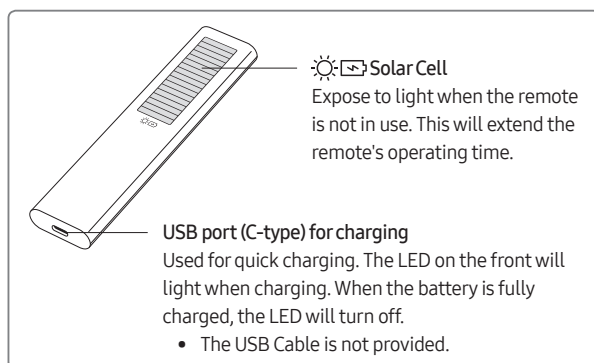 Solar Cell
Expose to light when the remote
is not in use. This will extend the
remote's operating time.
USB port (C-type) for charging
Used for quick charging. The LED on the front will
light when charging. When the battery is fully
charged, the LED will turn off.
• The USB Cable is not provided.